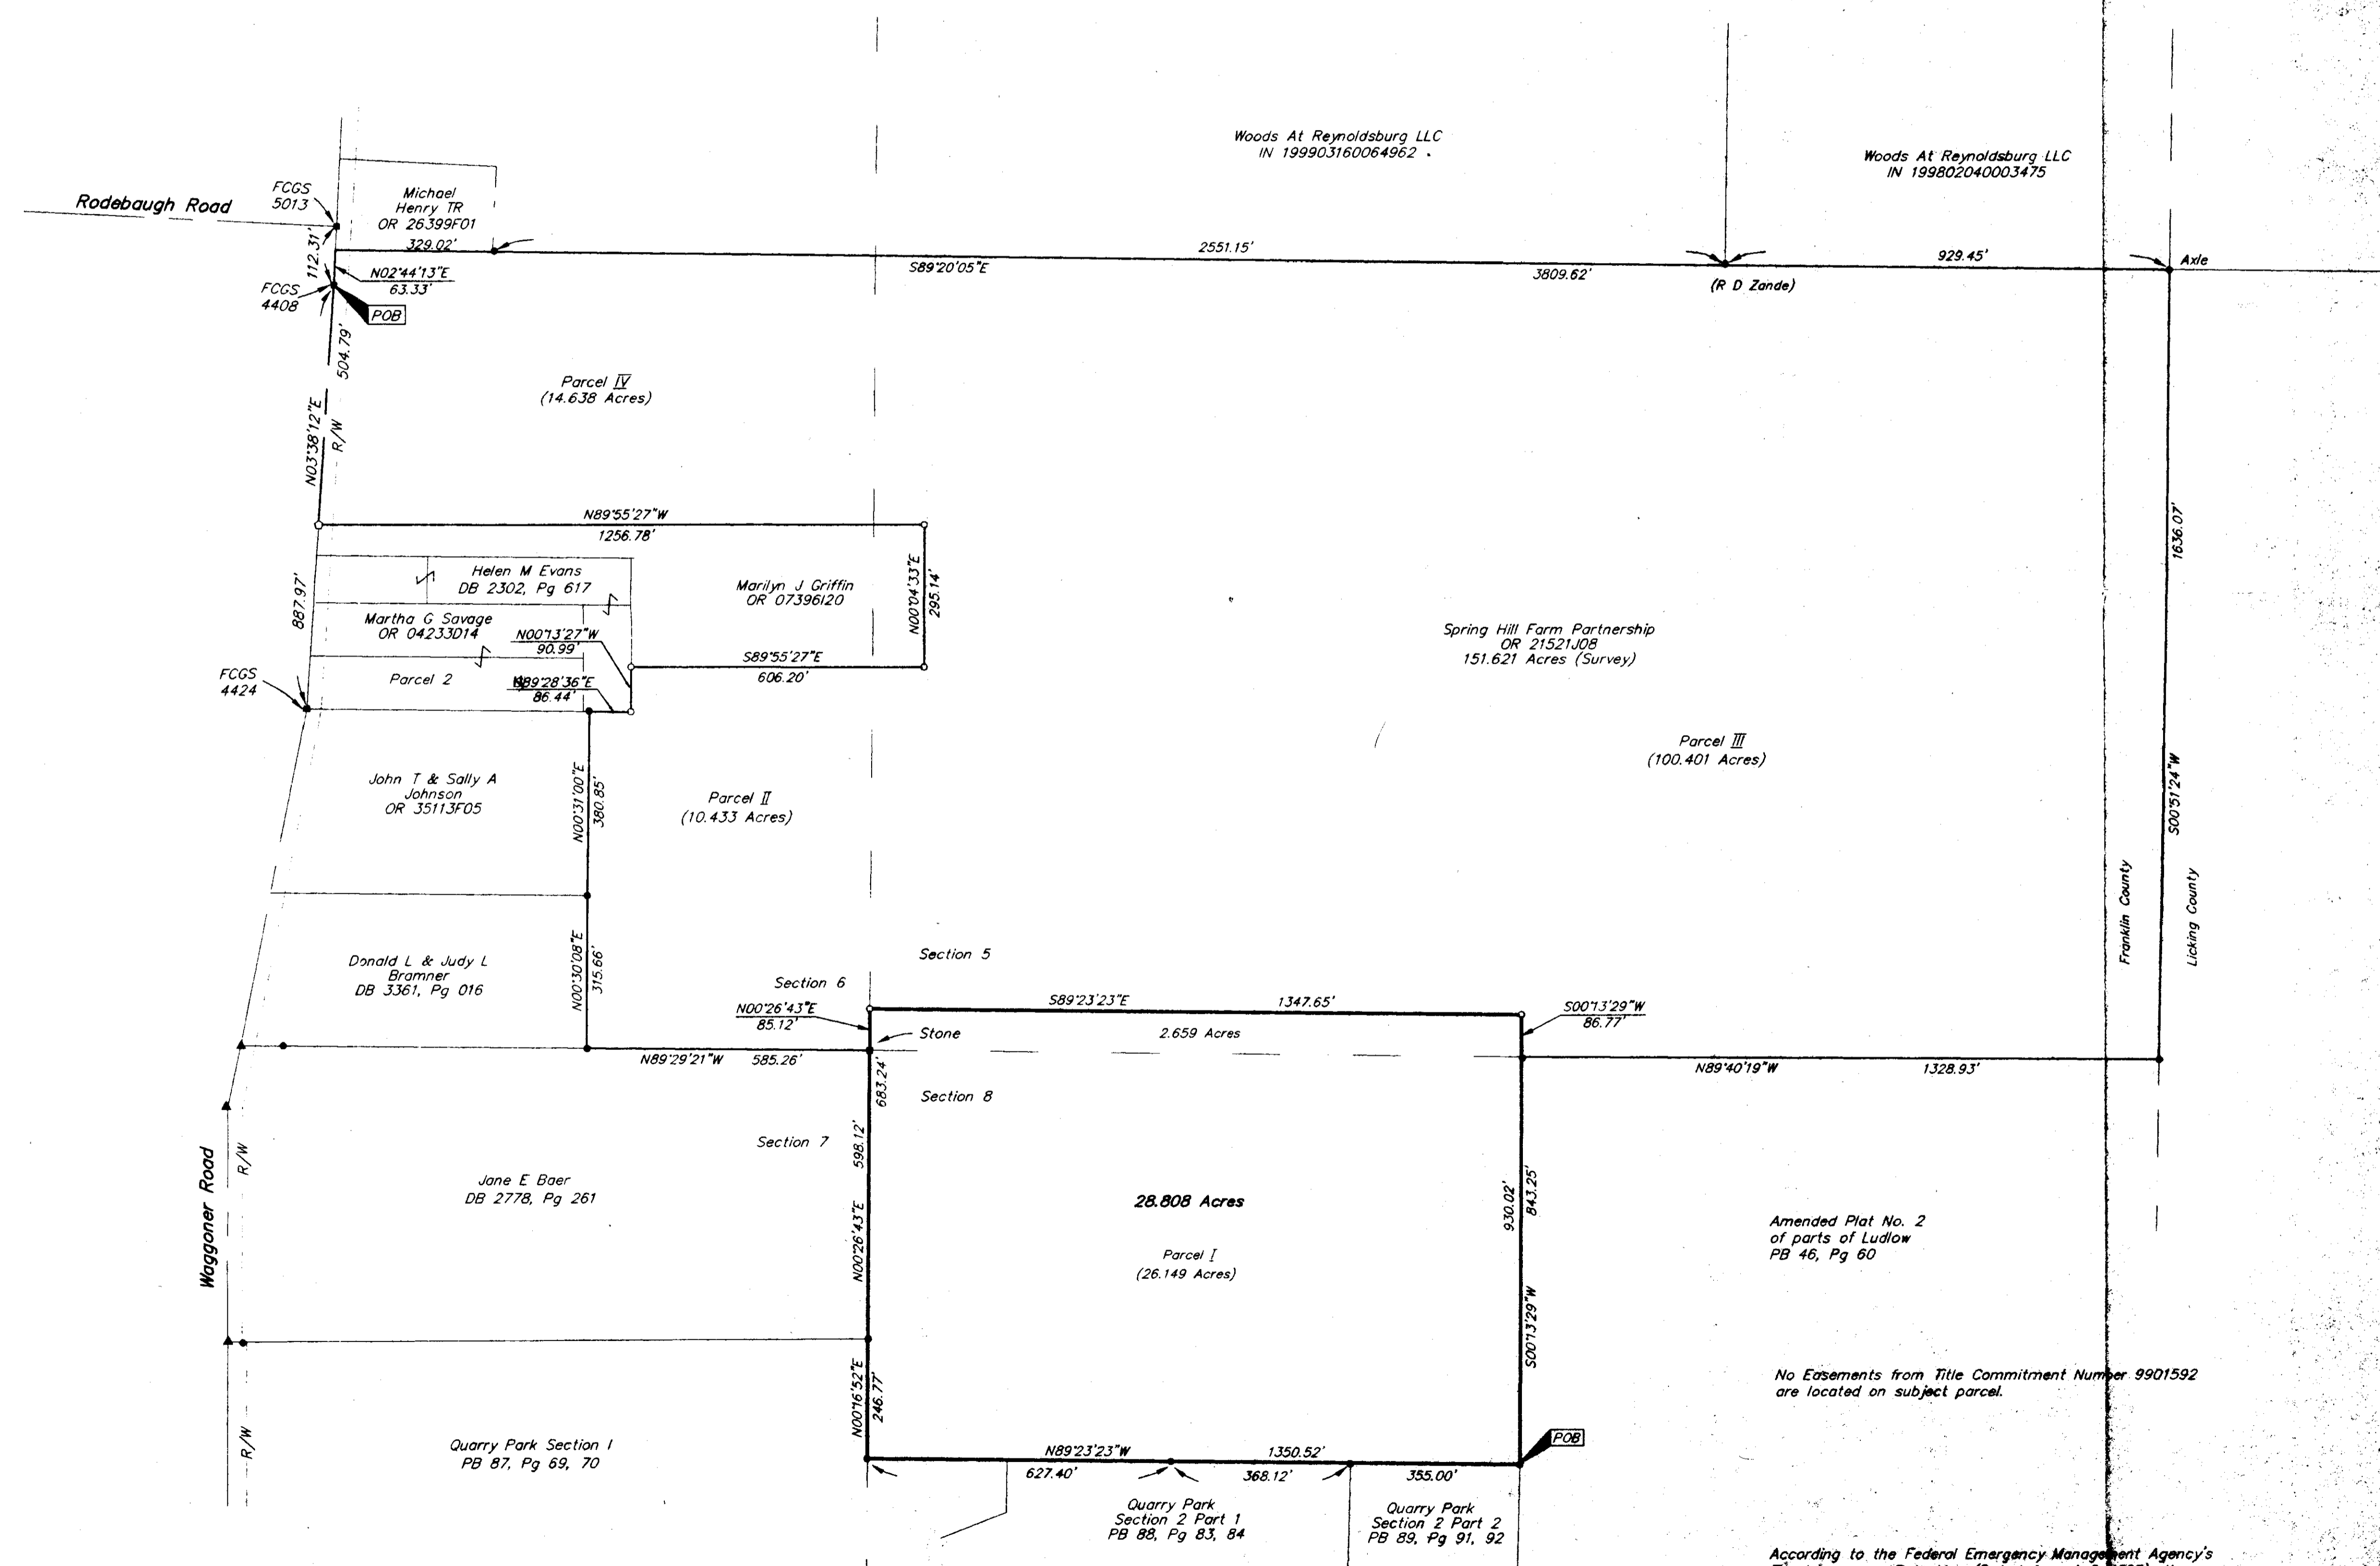 Woods At Reynoldsburg LLC
IN 199903160064962
Woods At Reynoldsburg LLC
IN 199802040003475
Rodebaugh Road
FCGS
5013
Michael
Henry TR
OR 26399F01
112.31'
329.02'
2551.15'
929.45'
Axle
N02°44'13"E
63.33'
S89°20'05"E
3809.62'
(R D Zande)
FCGS
4408
POB
504.79'
N03°38'12"E
R/W
Parcel IV
(14.638 Acres)
N89°55'27"W
1256.78'
1636.07'
Helen M Evans
DB 2302, Pg 617
Marilyn J Griffin
OR 07396I20
N00°04'33"E
295.14'
887.97'
Martha G Savage
OR 04233D14
N00°13'27"W
90.99'
Spring Hill Farm Partnership
OR 21521J08
151.621 Acres (Survey)
S89°55'27"E
606.20'
FCGS
4424
Parcel 2
89°28'36"E
86.44'
Parcel III
(100.401 Acres)
John T & Sally A
Johnson
OR 35113F05
N00°31'00"E
380.85'
Parcel II
(10.433 Acres)
S00°51'24"W
Franklin County
Licking County
Donald L & Judy L
Bramner
DB 3361, Pg 016
N00°30'08"E
315.66'
Section 5
Section 6
N00°26'43"E
85.12'
S89°23'23"E
1347.65'
S00°13'29"W
86.77'
Stone
2.659 Acres
N89°29'21"W
585.26'
N89°40'19"W
1328.93'
683.24'
Section 8
Section 7
598.12'
R/W
Waggoner Road
Jane E Baer
DB 2778, Pg 261
28.808 Acres
930.02'
843.25'
N00°26'43"E
Parcel I
(26.149 Acres)
Amended Plat No. 2
of parts of Ludlow
PB 46, Pg 60
S00°13'29"W
N00°16'52"E
246.77'
No Easements from Title Commitment Number 9901592
are located on subject parcel.
R/W
Quarry Park Section 1
PB 87, Pg 69, 70
N89°23'23"W
1350.52'
POB
627.40'
368.12'
355.00'
Quarry Park
Section 2 Part 1
PB 88, Pg 83, 84
Quarry Park
Section 2 Part 2
PB 89, Pg 91, 92
According to the Federal Emergency Management Agency's